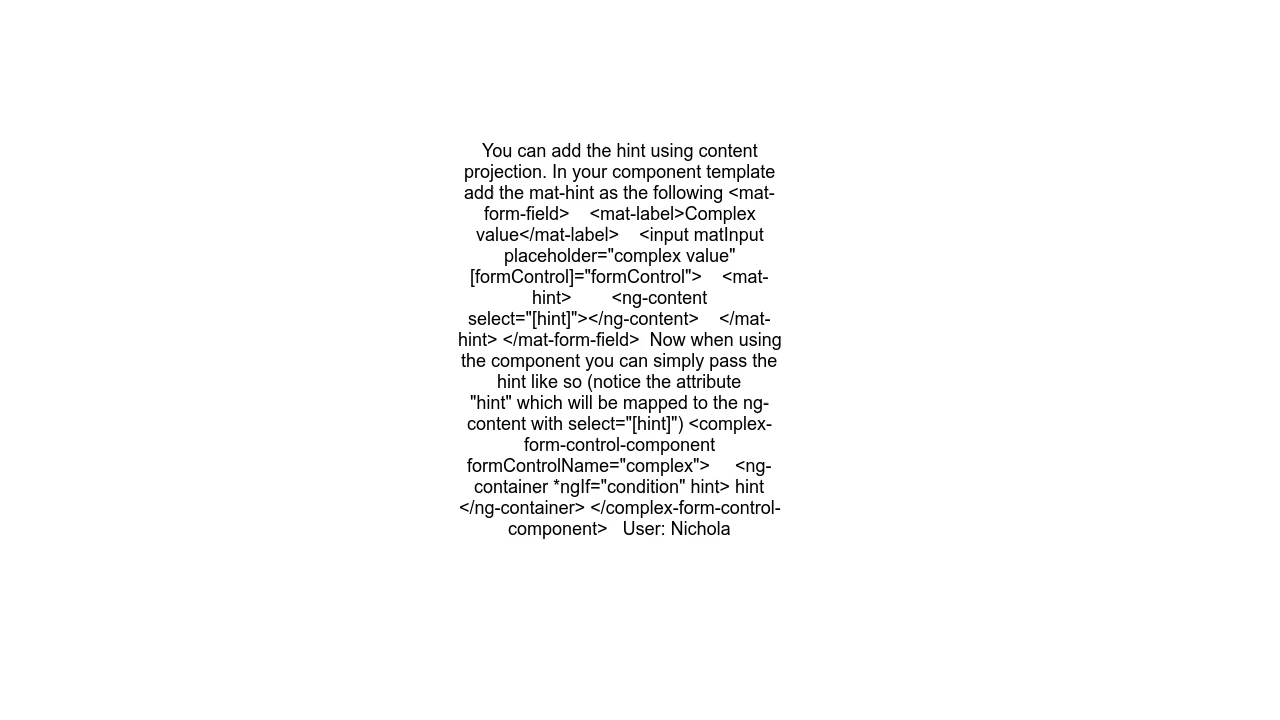 You can add the hint using content
projection. In your component template
add the mat-hint as the following <mat-
form-field>    <mat-label>Complex
value</mat-label>    <input matInput
placeholder="complex value"
[formControl]="formControl">    <mat-
hint>        <ng-content
select="[hint]"></ng-content>    </mat-
hint> </mat-form-field>  Now when using
the component you can simply pass the
hint like so (notice the attribute
"hint" which will be mapped to the ng-
content with select="[hint]") <complex-
form-control-component
formControlName="complex">     <ng-
container *ngIf="condition" hint> hint
</ng-container> </complex-form-control-
component>   User: Nichola